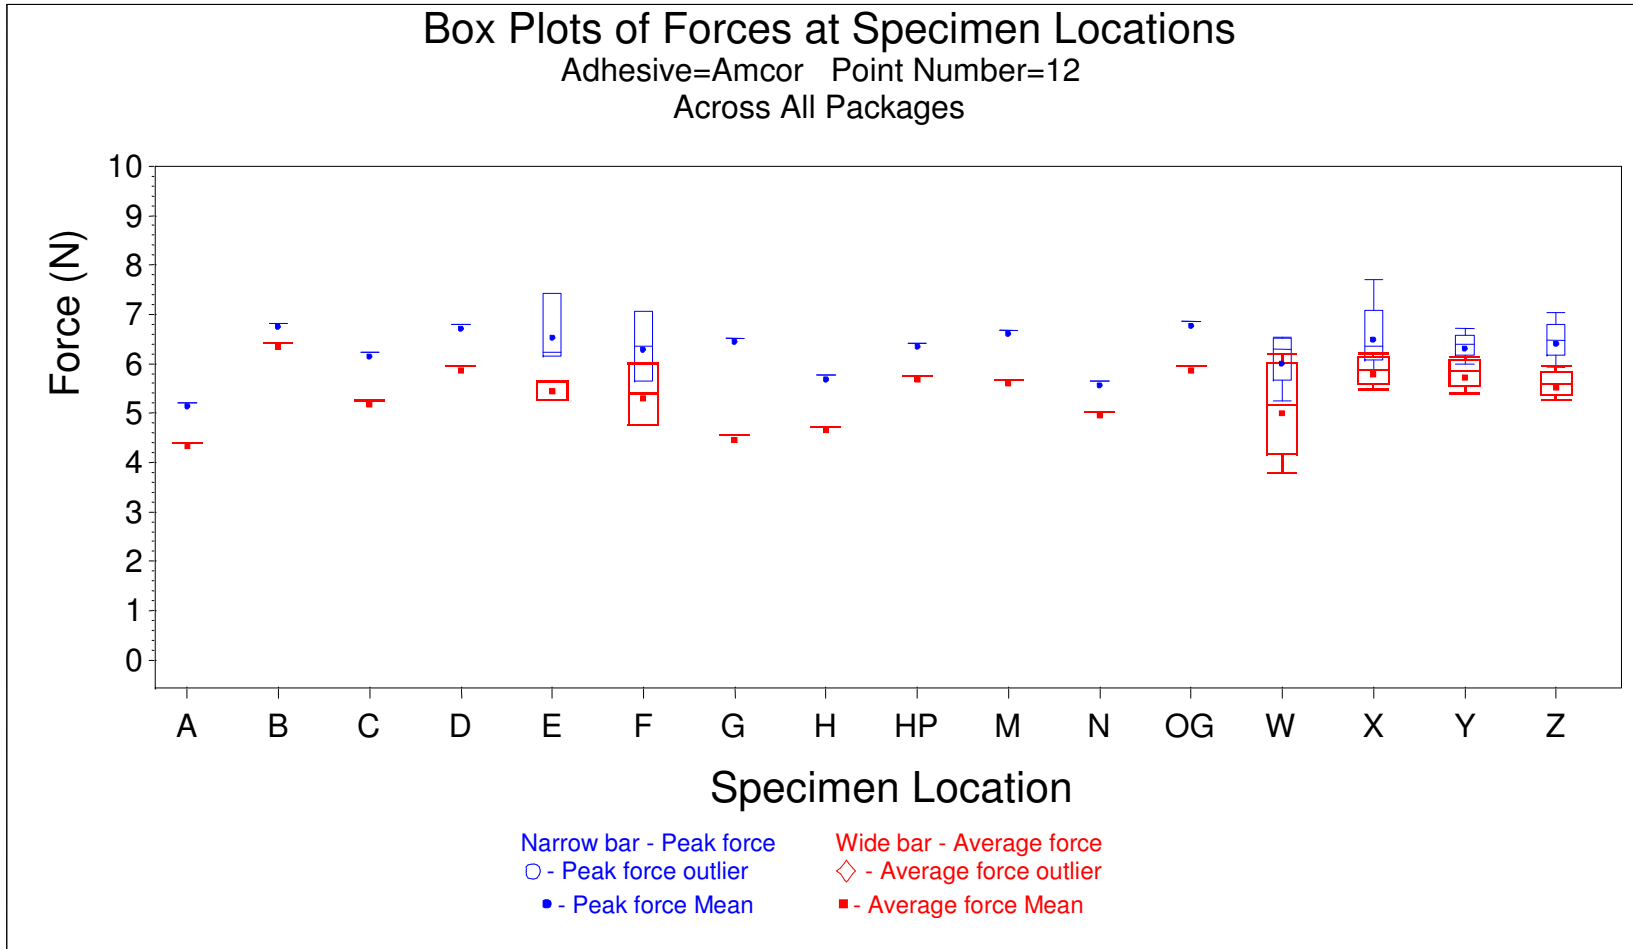 Box Plots of Forces at Specimen Locations
Adhesive=Amcor Point Number=12
Across All Packages
Force (N)
10
9
8
7
6
5
4
3
2
1
0
A B C D E F G H HP M N OG W X Y Z
Specimen Location
Narrow bar - Peak force Wide bar - Average force
- Peak force outlier - Average force outlier
- Peak force Mean - Average force Mean